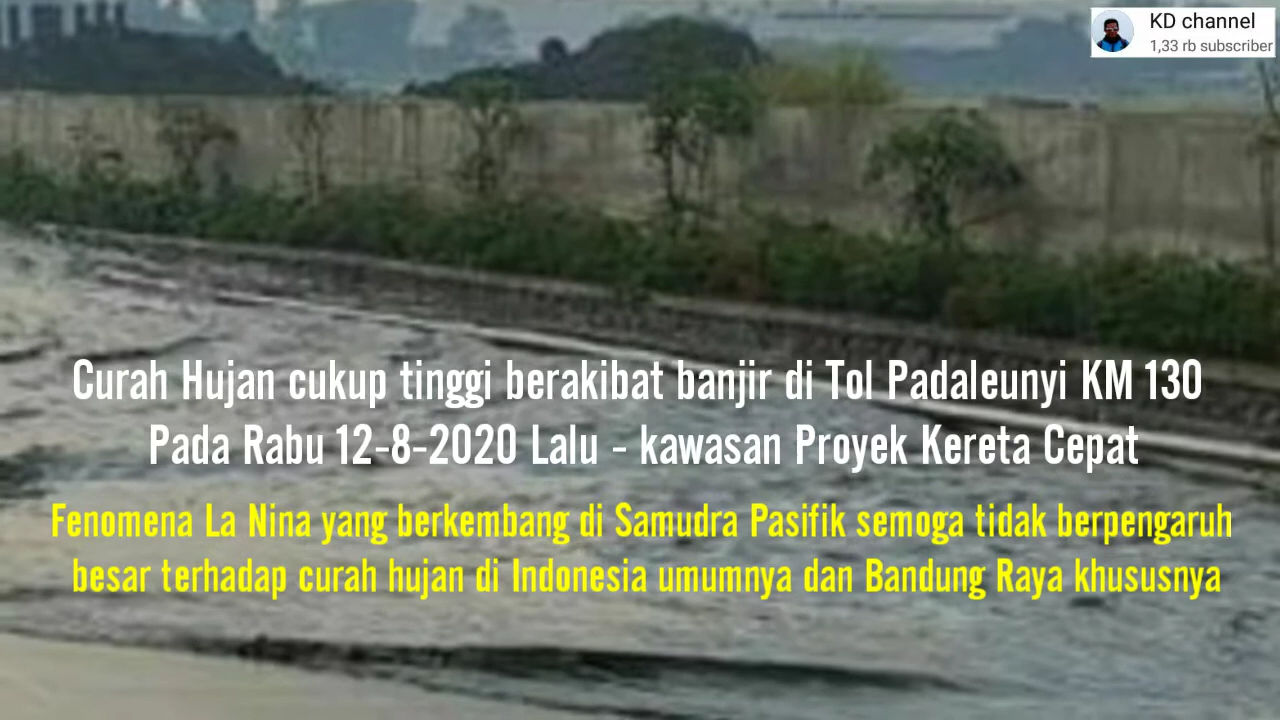 KD channel
1,33 rb subscriber
Curah Hujan cukup tinggi berakibat banjir di Tol Padaleunyi KM 130
Pada Rabu 12-8-2020 Lalu - kawasan Proyek Kereta Cepat
Fenomena La Nina yang berkembang di Samudra Pasifik semoga tidak berpengaruh
besar terhadap curah hujan di Indonesia umumnya dan Bandung Raya khususnya